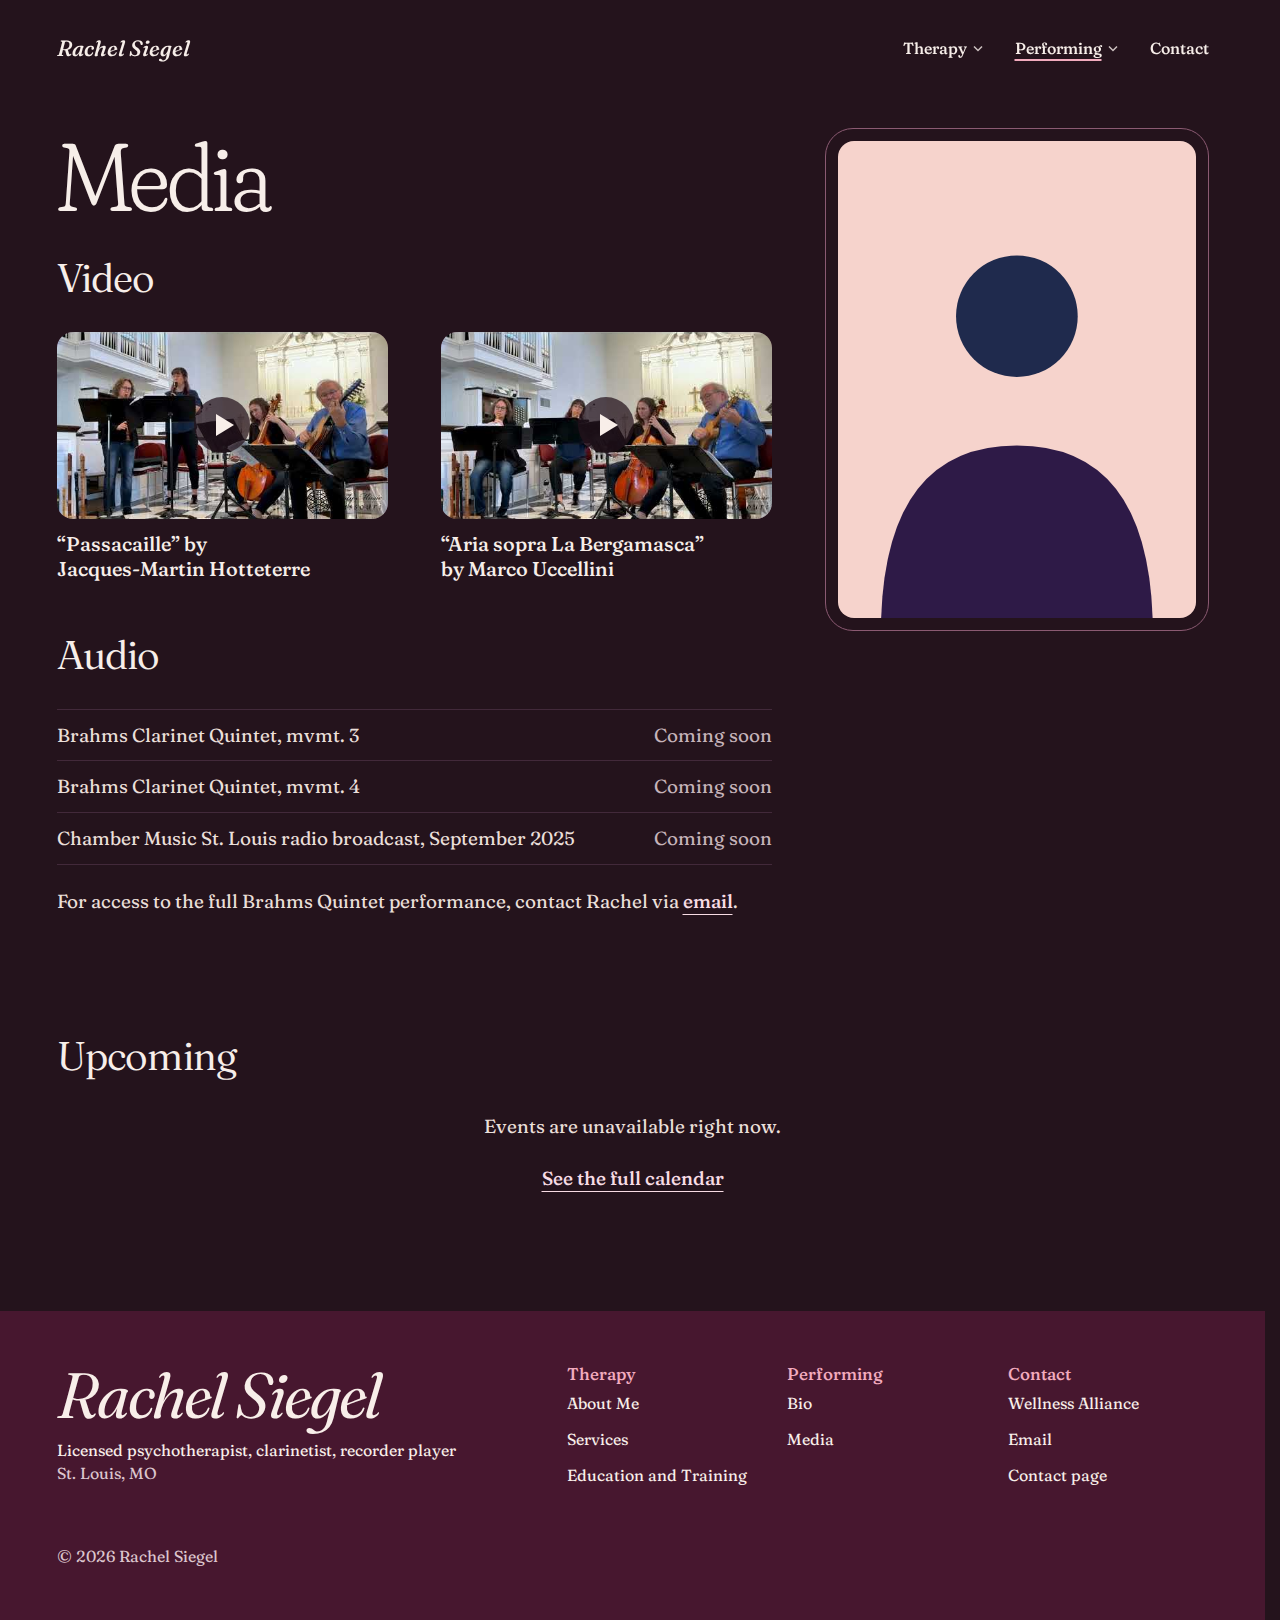 Rachel Siegel
Therapy
Performing
Contact
Media
Video
“Passacaille” by
Jacques-Martin Hotteterre
“Aria sopra La Bergamasca”
by Marco Uccellini
Audio
Brahms Clarinet Quintet, mvmt. 3 Coming soon
Brahms Clarinet Quintet, mvmt. 4 Coming soon
Chamber Music St. Louis radio broadcast, September 2025 Coming soon
For access to the full Brahms Quintet performance, contact Rachel via email.
Upcoming
Events are unavailable right now.
See the full calendar
Rachel Siegel
Licensed psychotherapist, clarinetist, recorder player
St. Louis, MO
Therapy
About Me
Services
Education and Training
Performing
Bio
Media
Contact
Wellness Alliance
Email
Contact page
© 2026 Rachel Siegel